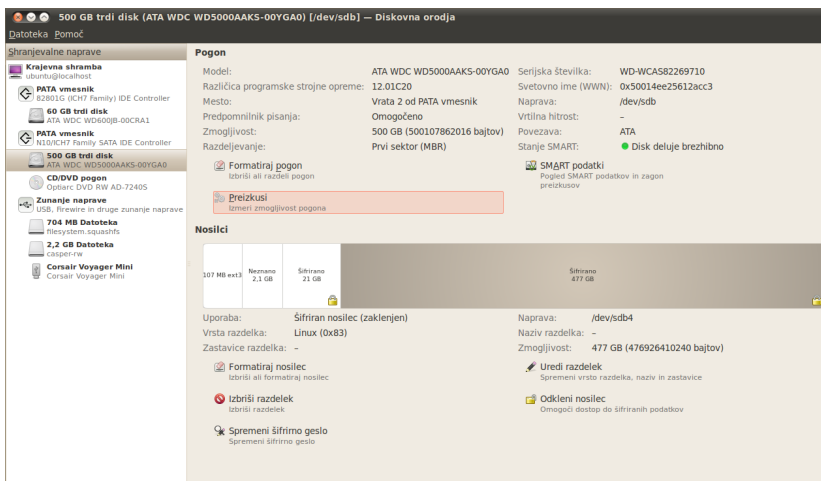 500 GB trdi disk (ATA WDC WD5000AAKS-00YGA0) [/dev/sdb] — Diskovna orodja
Datoteka Pomoč
Shranjevalne naprave
Krajevna shramba
ubuntu@localhost
PATA vmesnik
82801G (ICH7 Family) IDE Controller
60 GB trdi disk
ATA WDC WD600JB-00CRA1
PATA vmesnik
N10/ICH7 Family SATA IDE Controller
500 GB trdi disk
ATA WDC WD5000AAKS-00YGA0
CD/DVD pogon
Optiarc DVD RW AD-7240S
Zunanje naprave
USB, Firewire in druge zunanje naprave
704 MB Datoteka
filesystem.squashfs
2,2 GB Datoteka
casper-rw
Corsair Voyager Mini
Corsair Voyager Mini
Pogon
Model: ATA WDC WD5000AAKS-00YGA0 Serijska številka: WD-WCAS82269710
Različica programske strojne opreme: 12.01C20 Svetovno ime (WWN): 0x50014ee25612acc3
Mesto: Vrata 2 od PATA vmesnik Naprava: /dev/sdb
Predpomnilnik pisanja: Omogočeno Vrtilna hitrost: –
Zmogljivost: 500 GB (500107862016 bajtov) Povezava: ATA
Razdeljevanje: Prvi sektor (MBR) Stanje SMART: Disk deluje brezhibno
Formatiraj pogon
Izbriši ali razdeli pogon
SMART podatki
Pogled SMART podatkov in zagon
preizkusov
Preizkusi
Izmeri zmogljivost pogona
Nosilci
107 MB ext3
Neznano
2,1 GB
Šifrirano
21 GB
Šifrirano
477 GB
Uporaba: Šifriran nosilec (zaklenjen) Naprava: /dev/sdb4
Vrsta razdelka: Linux (0x83) Naziv razdelka: –
Zastavice razdelka: – Zmogljivost: 477 GB (476926410240 bajtov)
Formatiraj nosilec
Izbriši ali formatiraj nosilec
Uredi razdelek
Spremeni vrsto razdelka, naziv in zastavice
Izbriši razdelek
Izbriši razdelek
Odkleni nosilec
Omogoči dostop do šifriranih podatkov
Spremeni šifrirno geslo
Spremeni šifrirno geslo